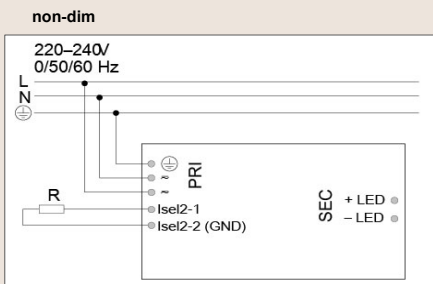 non-dim
220–240V
0/50/60 Hz
L
N
PRI
~
~
R
Isel2-1
Isel2-2 (GND)
SEC
+ LED
– LED